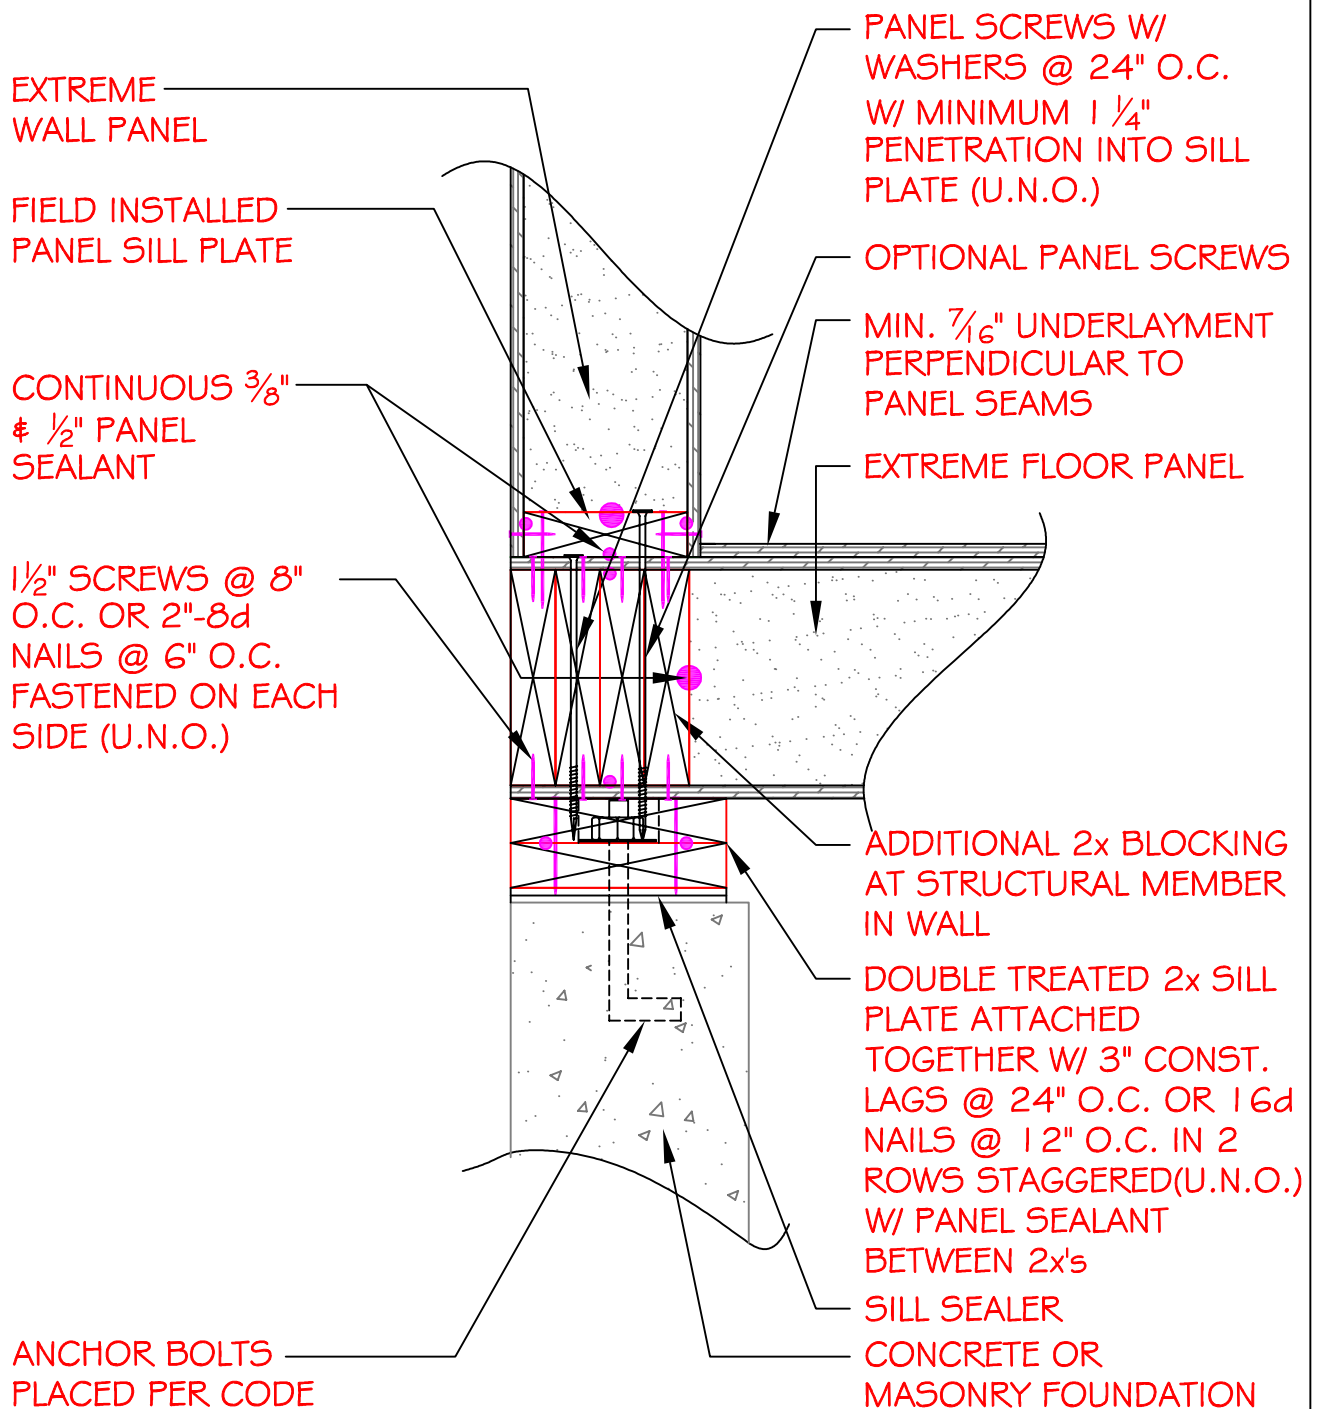 EXTREME
WALL PANEL
FIELD INSTALLED
PANEL SILL PLATE
CONTINUOUS 3/8"
& 1/2" PANEL
SEALANT
1 1/2" SCREWS @ 8"
O.C. OR 2"-8d
NAILS @ 6" O.C.
FASTENED ON EACH
SIDE (U.N.O.)
ANCHOR BOLTS
PLACED PER CODE
PANEL SCREWS W/
WASHERS @ 24" O.C.
W/ MINIMUM 1 1/4"
PENETRATION INTO SILL
PLATE (U.N.O.)
OPTIONAL PANEL SCREWS
MIN. 7/16" UNDERLAYMENT
PERPENDICULAR TO
PANEL SEAMS
EXTREME FLOOR PANEL
ADDITIONAL 2x BLOCKING
AT STRUCTURAL MEMBER
IN WALL
DOUBLE TREATED 2x SILL
PLATE ATTACHED
TOGETHER W/ 3" CONST.
LAGS @ 24" O.C. OR 16d
NAILS @ 12" O.C. IN 2
ROWS STAGGERED(U.N.O.)
W/ PANEL SEALANT
BETWEEN 2x's
SILL SEALER
CONCRETE OR
MASONRY FOUNDATION